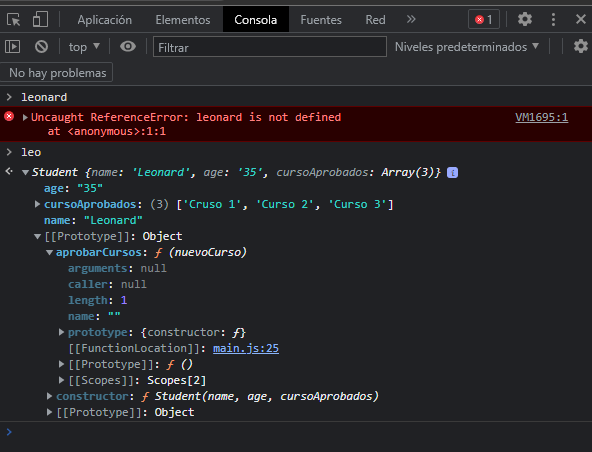 Aplicación Elementos Consola Fuentes Red » 1
top ▼ Filtrar Niveles predeterminados ▼
No hay problemas
> leonard
▶Uncaught ReferenceError: leonard is not defined VM1695:1
at <anonymous>:1:1
> leo
▼Student {name: 'Leonard', age: '35', cursoAprobados: Array(3)} i
age: "35"
▶cursoAprobados: (3) ['Cruso 1', 'Curso 2', 'Curso 3']
name: "Leonard"
▼[[Prototype]]: Object
▼aprobarCursos: ƒ (nuevoCurso)
arguments: null
caller: null
length: 1
name: ""
▶prototype: {constructor: ƒ}
[[FunctionLocation]]: main.js:25
▶[[Prototype]]: ƒ ()
▶[[Scopes]]: Scopes[2]
▶constructor: ƒ Student(name, age, cursoAprobados)
▶[[Prototype]]: Object
>